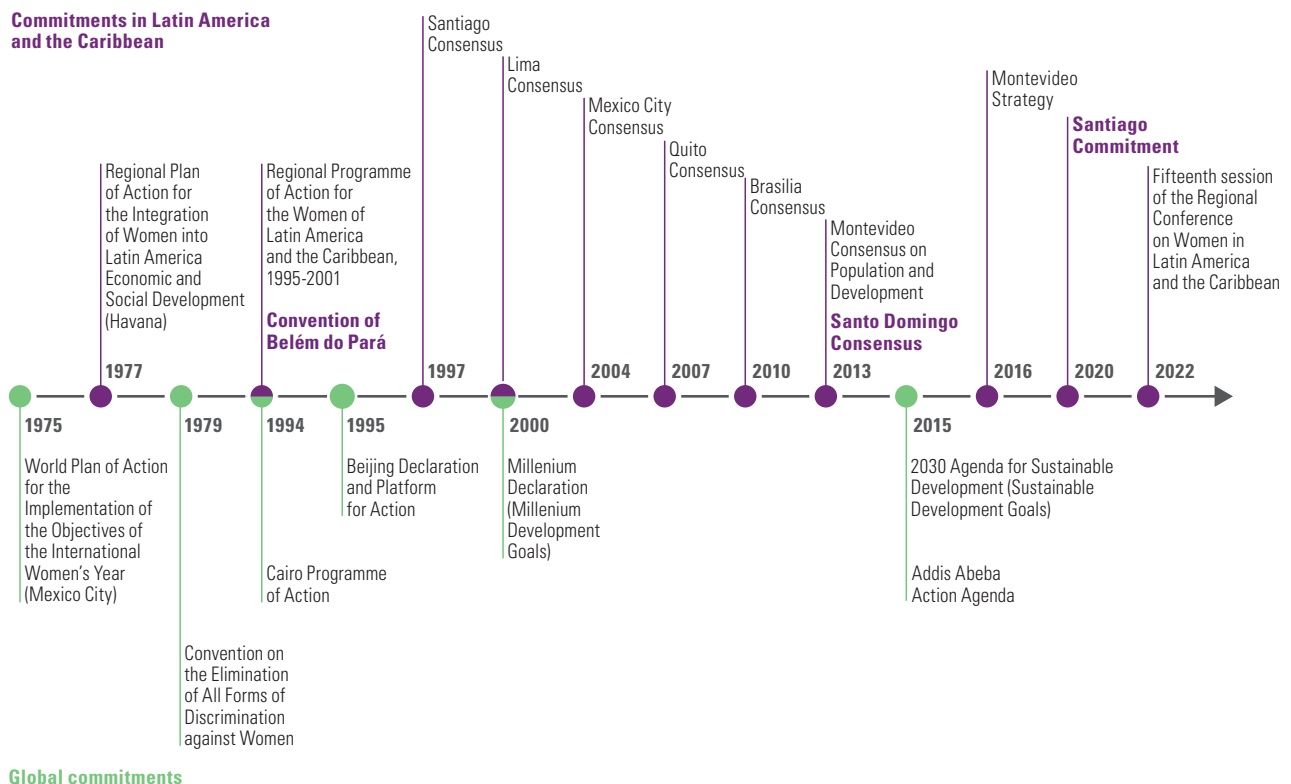 Commitments in Latin America
and the Caribbean
Santiago
Consensus
Lima
Consensus
Mexico City
Consensus
Quito
Consensus
Brasilia
Consensus
Montevideo
Consensus on
Population and
Development
Santo Domingo
Consensus
Montevideo
Strategy
Santiago
Commitment
Fifteenth session
of the Regional
Conference
on Women in
Latin America
and the Caribbean
Regional Plan
of Action for
the Integration
of Women into
Latin America
Economic and
Social Development
(Havana)
Regional Programme
of Action for
the Women of
Latin America
and the Caribbean,
1995-2001
Convention of
Belém do Pará
1977
1997
2004
2007
2010
2013
2016
2020
2022
1975
1979
1994
1995
2000
2015
World Plan of Action
for the
Implementation of
the Objectives of
the International
Women's Year
(Mexico City)
Convention on
the Elimination
of All Forms of
Discrimination
against Women
Cairo Programme
of Action
Beijing Declaration
and Platform
for Action
Millenium
Declaration
(Millenium
Development
Goals)
2030 Agenda for Sustainable
Development (Sustainable
Development Goals)
Addis Abeba
Action Agenda
Global commitments